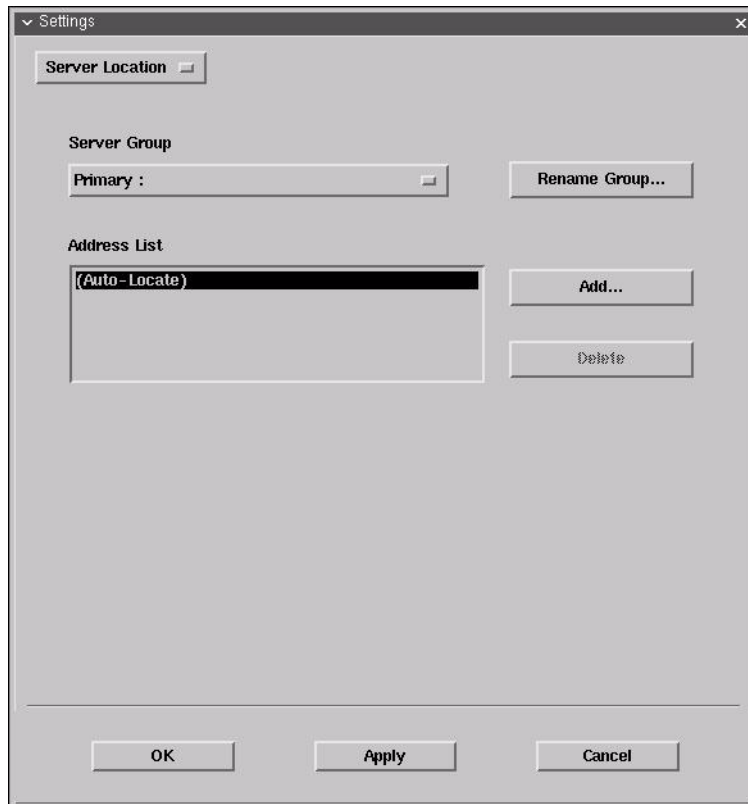 Settings
Server Location
Server Group
Primary :
Rename Group...
Address List
(Auto-Locate)
Add...
Delete
OK
Apply
Cancel